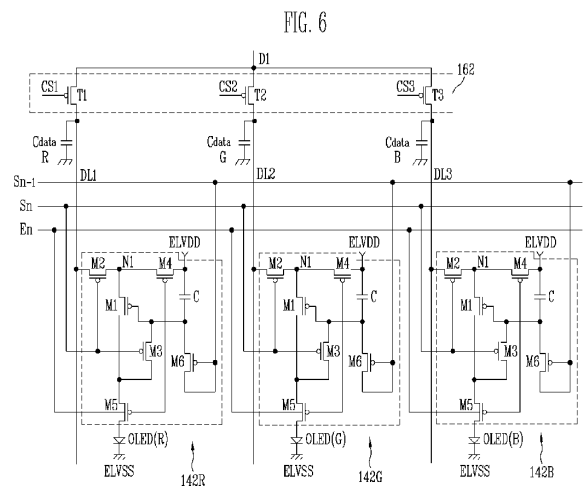 FIG. 6
D1
162
CS1 T1 CS2 T2 CS3 T3
Cdata R Cdata G Cdata B
Sn-1 DL1 DL2 DL3
Sn
En
ELVDD ELVDD ELVDD
M2 N1 M4 M2 N1 M4 M2 N1 M4
M1 C M1 C M1 C
M3 M6 M3 M6 M3 M6
M5 M5 M5
OLED(R) OLED(G) OLED(B)
ELVSS 142R ELVSS 142G ELVSS 142B